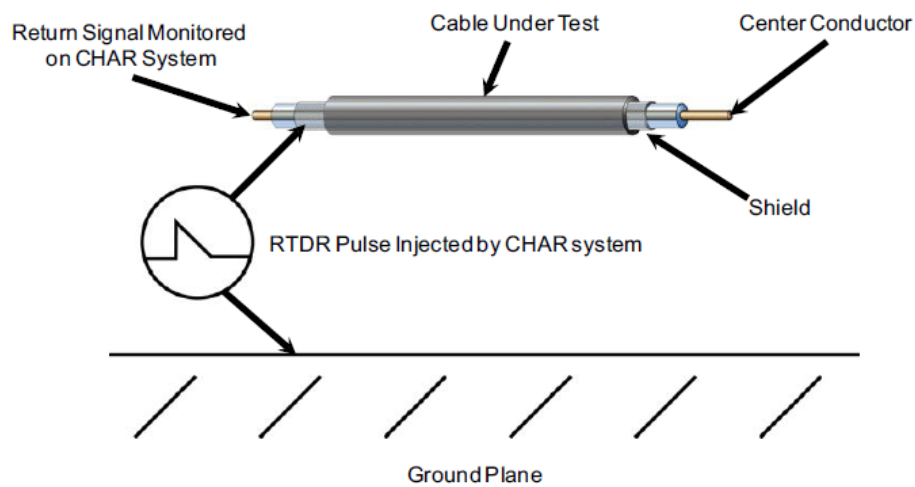 Return Signal Monitored
on CHAR System
Cable Under Test
Center Conductor
Shield
RTDR Pulse Injected by CHAR system
Ground Plane